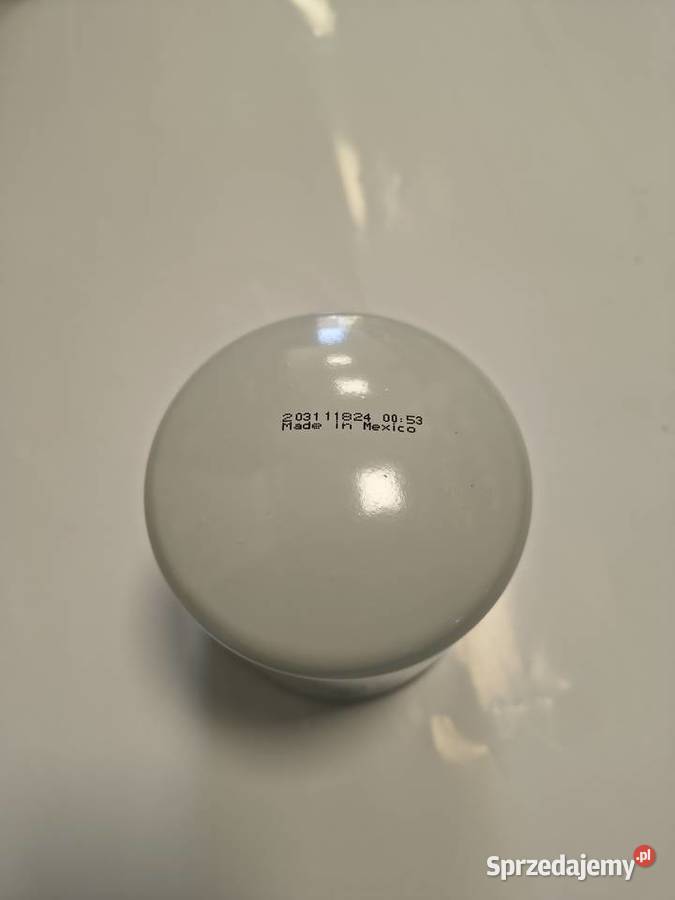 203111824 00:53
Made in Mexico
Sprzedajemy.pl